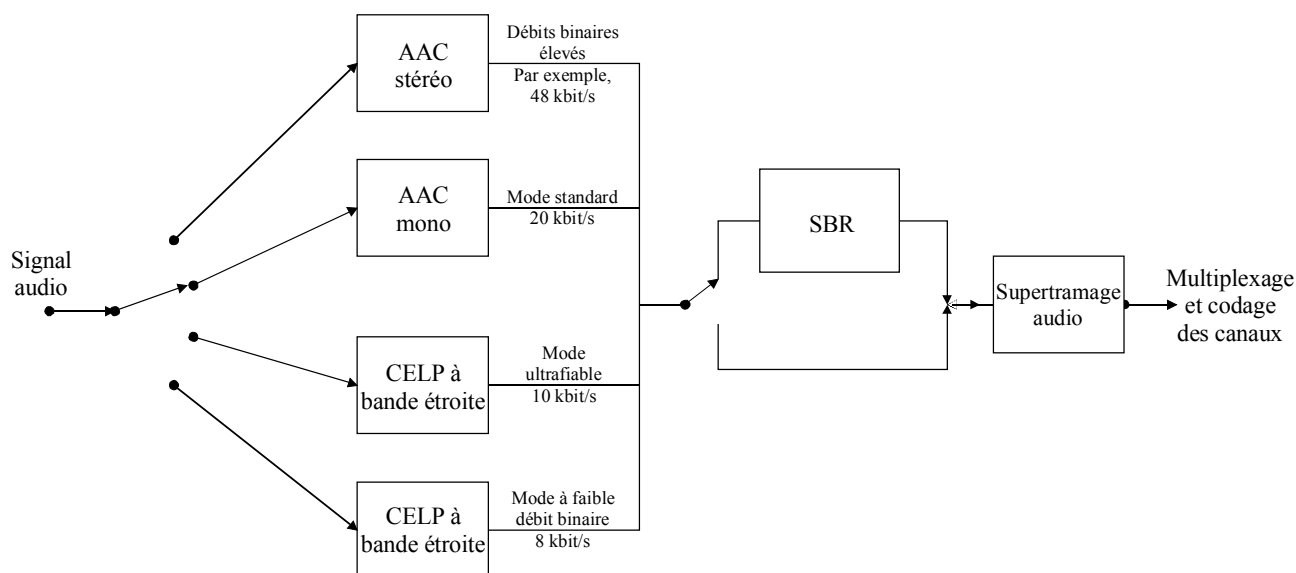 AAC
stéréo
Débits binaires
élevés
Par exemple,
48 kbit/s
AAC
mono
Mode standard
20 kbit/s
SBR
Signal
audio
Supertramage
audio
Multiplexage
et codage
des canaux
CELP à
bande étroite
Mode
ultrafiable
10 kbit/s
CELP à
bande étroite
Mode à faible
débit binaire
8 kbit/s